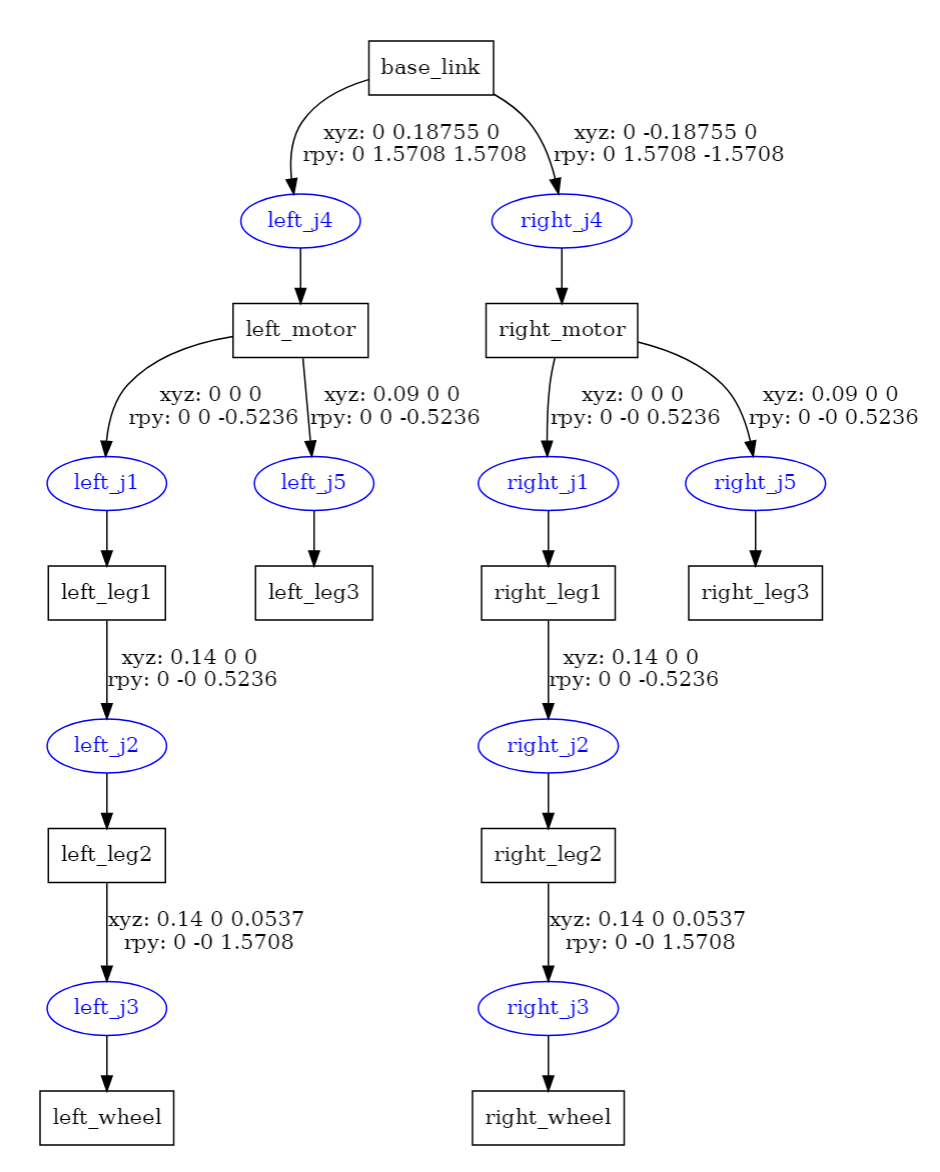 base_link
xyz: 0 0.18755 0
rpy: 0 1.5708 1.5708
xyz: 0 -0.18755 0
rpy: 0 1.5708 -1.5708
left_j4
right_j4
left_motor
right_motor
xyz: 0 0 0
rpy: 0 0 -0.5236
xyz: 0.09 0 0
rpy: 0 0 -0.5236
xyz: 0 0 0
rpy: 0 -0 0.5236
xyz: 0.09 0 0
rpy: 0 -0 0.5236
left_j1
left_j5
right_j1
right_j5
left_leg1
left_leg3
right_leg1
right_leg3
xyz: 0.14 0 0
rpy: 0 -0 0.5236
xyz: 0.14 0 0
rpy: 0 0 -0.5236
left_j2
right_j2
left_leg2
right_leg2
xyz: 0.14 0 0.0537
rpy: 0 -0 1.5708
xyz: 0.14 0 0.0537
rpy: 0 -0 1.5708
left_j3
right_j3
left_wheel
right_wheel